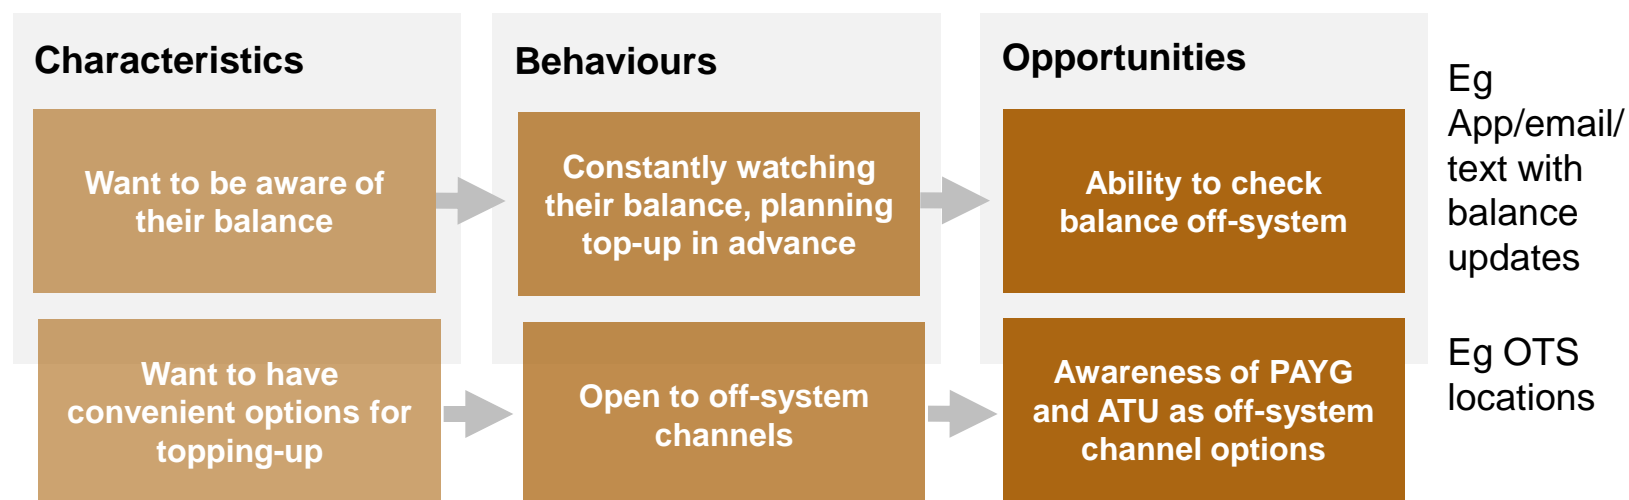 Characteristics
Behaviours
Opportunities
Want to be aware of
their balance
Constantly watching
their balance, planning
top-up in advance
Ability to check
balance off-system
Eg
App/email/
text with
balance
updates
Want to have
convenient options for
topping-up
Open to off-system
channels
Awareness of PAYG
and ATU as off-system
channel options
Eg OTS
locations